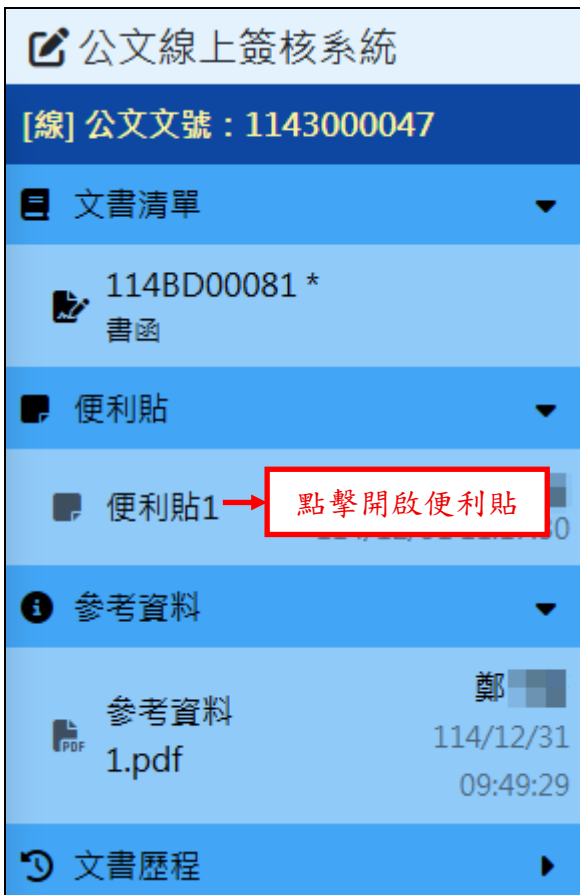 公文線上簽核系統
[線] 公文文號：1143000047
文書清單
114BD00081 *
書函
便利貼
便利貼1
點擊開啟便利貼
參考資料
參考資料
1.pdf
PDF
鄭
114/12/31
09:49:29
文書歷程